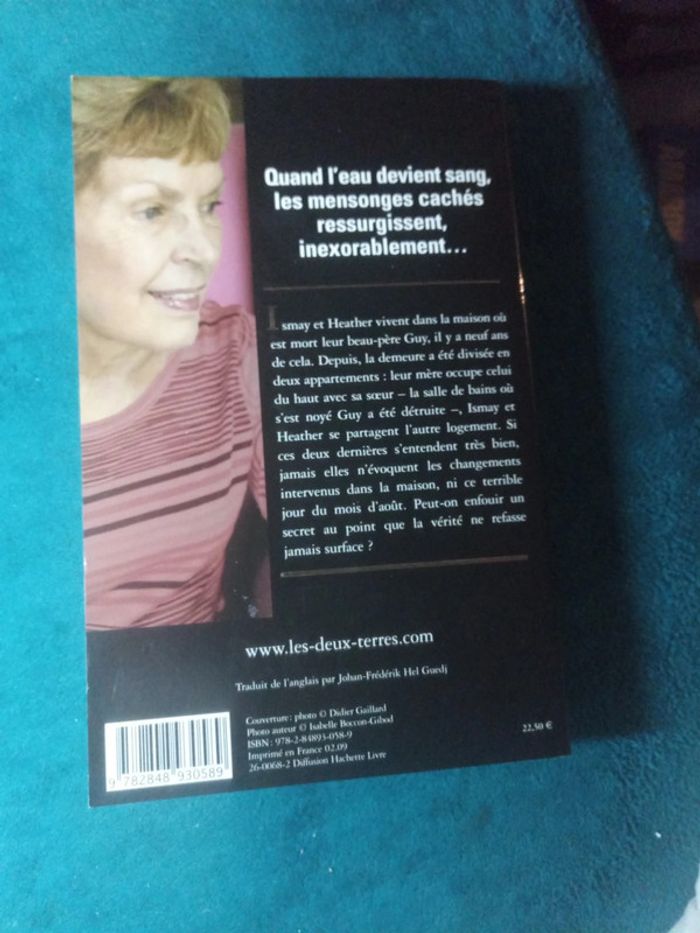 Quand l'eau devient sang,
les mensonges cachés
ressurgissent,
inexorablement...
Ismay et Heather vivent dans la maison où
est mort leur beau-père Guy, il y a neuf ans
de cela. Depuis, la demeure a été divisée en
deux appartements : leur mère occupe celui
du haut avec sa sœur – la salle de bains où
s'est noyé Guy a été détruite –, Ismay et
Heather se partagent l'autre logement. Si
ces deux dernières s'entendent très bien,
jamais elles n'évoquent les changements
intervenus dans la maison, ni ce terrible
jour du mois d'août. Peut-on enfouir un
secret au point que la vérité ne refasse
jamais surface ?
www.les-deux-terres.com
Traduit de l'anglais par Johan-Frédérik Hel Guedj
Couverture : photo © Didier Gaillard
Photo auteur © Isabelle Boccon-Gibod
ISBN : 978-2-84893-058-9
Imprimé en France 02.09
26-0068-2 Diffusion Hachette Livre
22,50 €
9 782848 930589